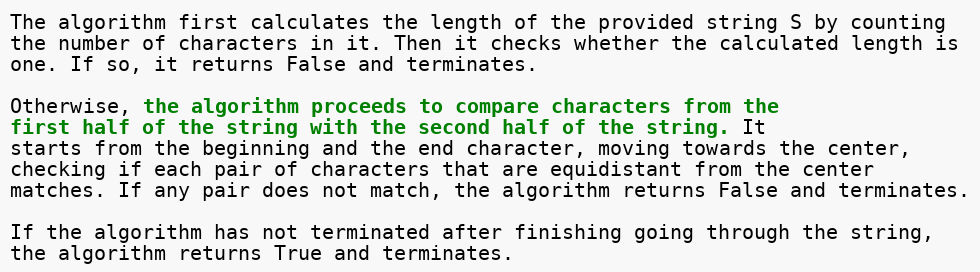 The algorithm first calculates the length of the provided string S by counting
the number of characters in it. Then it checks whether the calculated length is
one. If so, it returns False and terminates.
Otherwise, the algorithm proceeds to compare characters from the
first half of the string with the second half of the string. It
starts from the beginning and the end character, moving towards the center,
checking if each pair of characters that are equidistant from the center
matches. If any pair does not match, the algorithm returns False and terminates.
If the algorithm has not terminated after finishing going through the string,
the algorithm returns True and terminates.